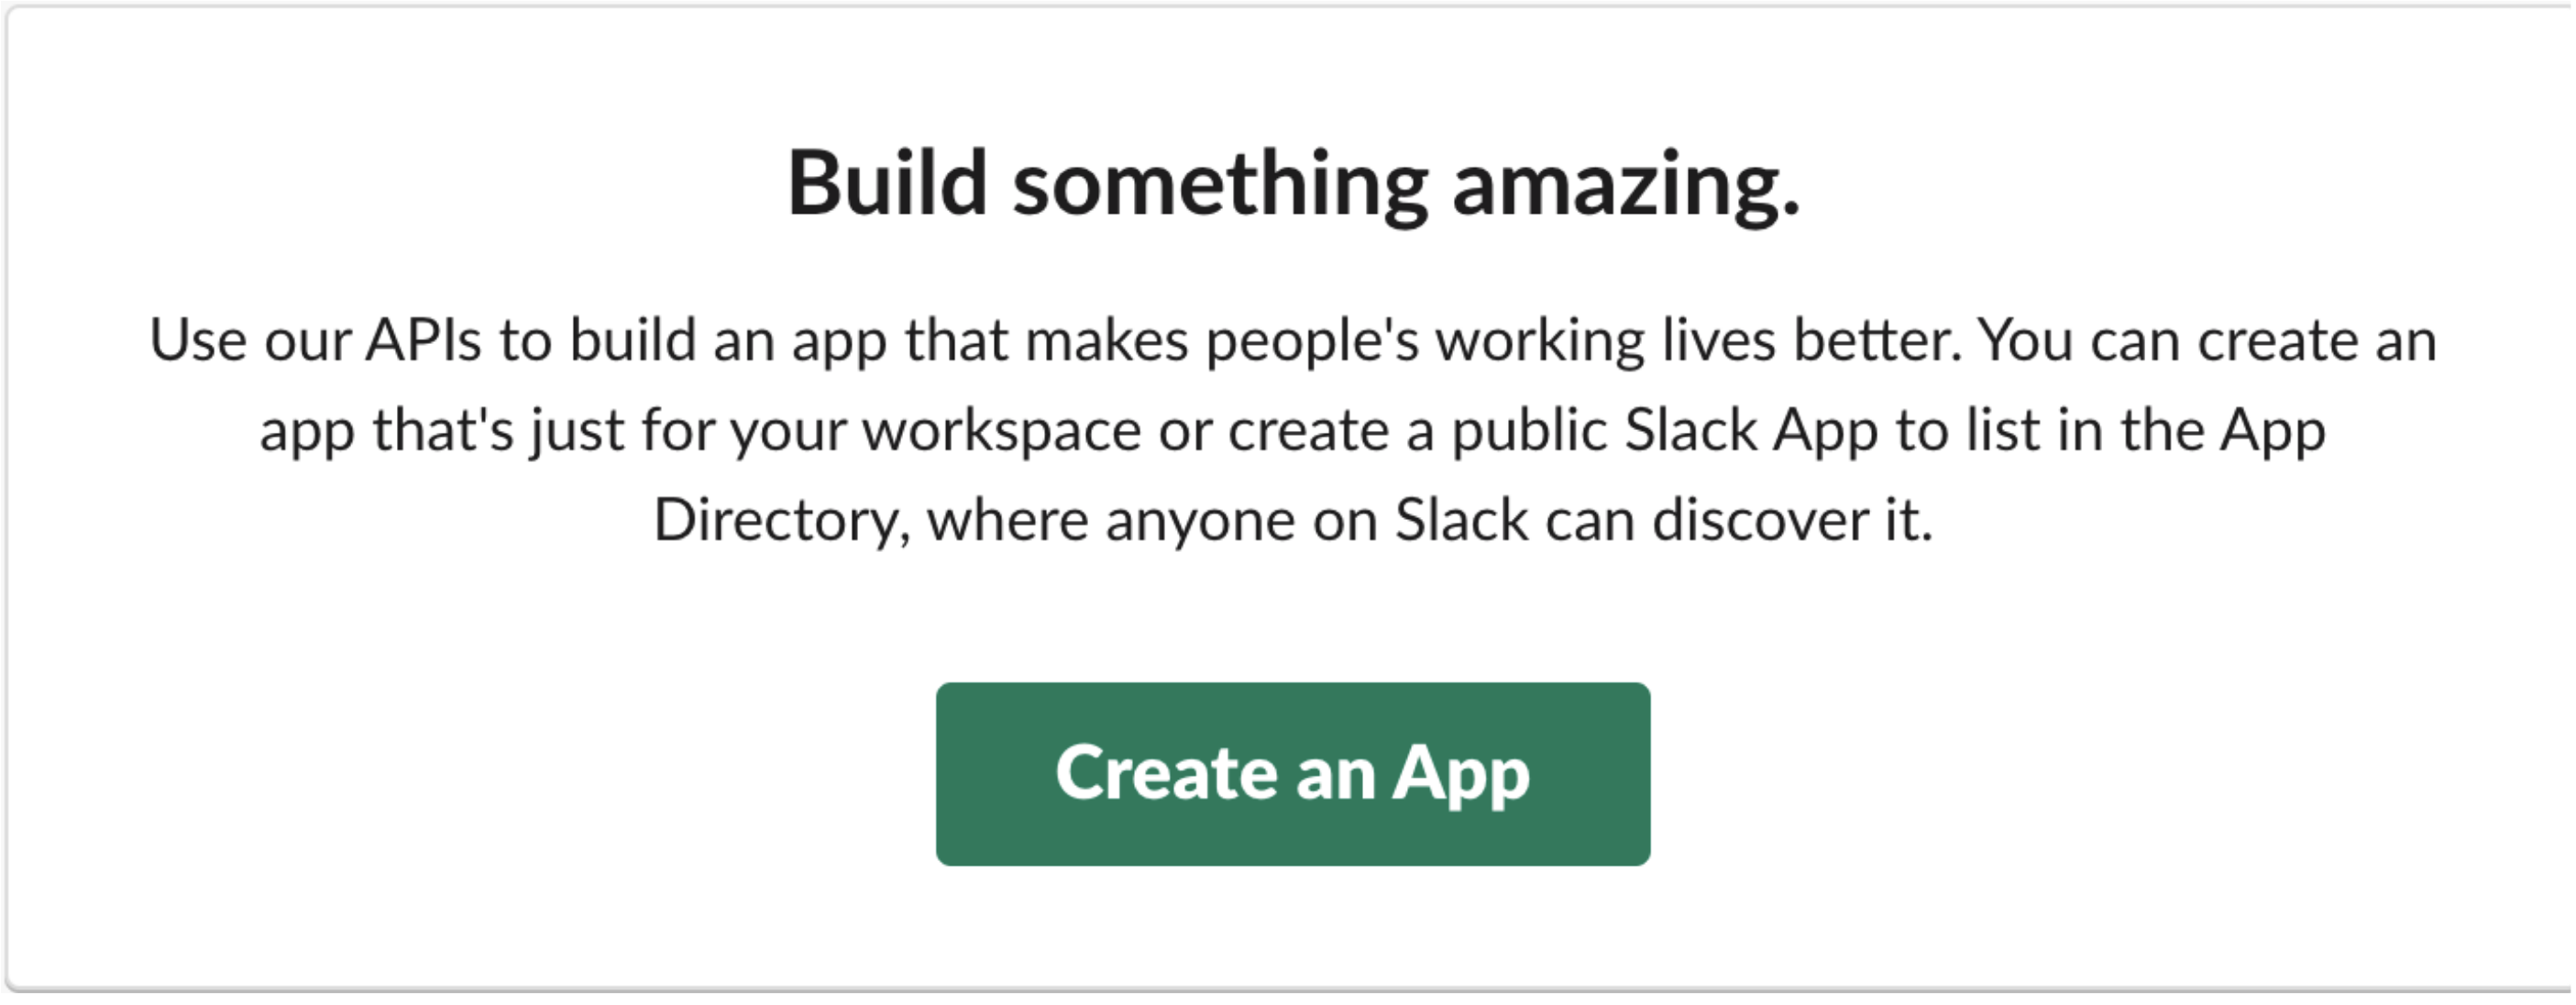 Build something amazing.
Use our APIs to build an app that makes people's working lives better. You can create an
app that's just for your workspace or create a public Slack App to list in the App
Directory, where anyone on Slack can discover it.
Create an App